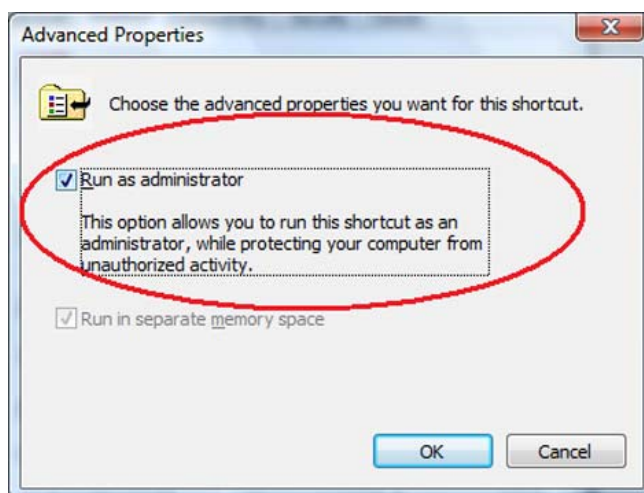 Advanced Properties
Choose the advanced properties you want for this shortcut.
Run as administrator
This option allows you to run this shortcut as an
administrator, while protecting your computer from
unauthorized activity.
Run in separate memory space
OK
Cancel